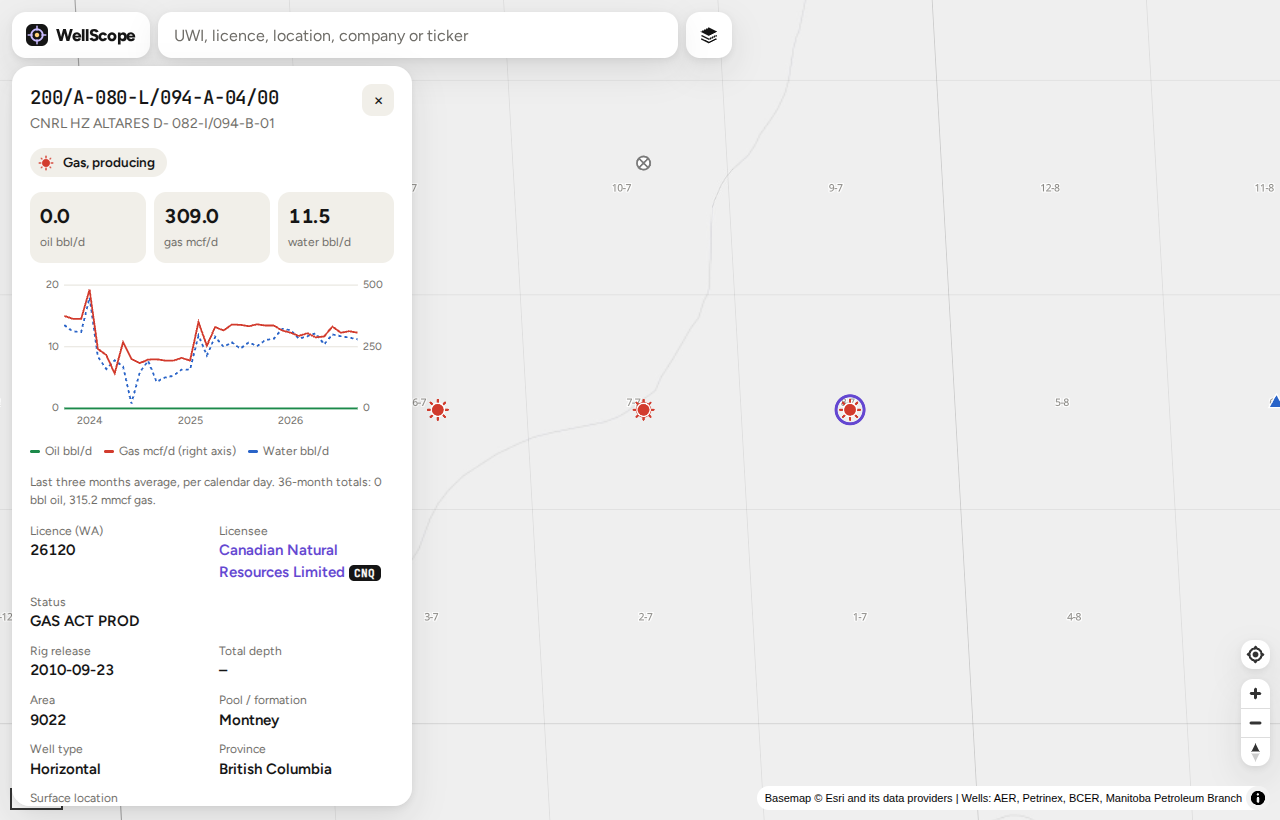 WellScope
UWI, licence, location, company or ticker
200/A-080-L/094-A-04/00
×
CNRL HZ ALTARES D- 082-I/094-B-01
Gas, producing
0.0
oil bbl/d
309.0
gas mcf/d
11.5
water bbl/d
20
500
10
250
0
0
2024
2025
2026
Oil bbl/d
Gas mcf/d (right axis)
Water bbl/d
Last three months average, per calendar day. 36-month totals: 0
bbl oil, 315.2 mmcf gas.
Licence (WA)
26120
Licensee
Canadian Natural
Resources Limited CNQ
Status
GAS ACT PROD
Rig release
2010-09-23
Total depth
–
Area
9022
Pool / formation
Montney
Well type
Horizontal
Province
British Columbia
Surface location
7
10-7
9-7
12-8
11-8
6-7
5-8
-12
3-7
2-7
1-7
4-8
Basemap © Esri and its data providers | Wells: AER, Petrinex, BCER, Manitoba Petroleum Branch